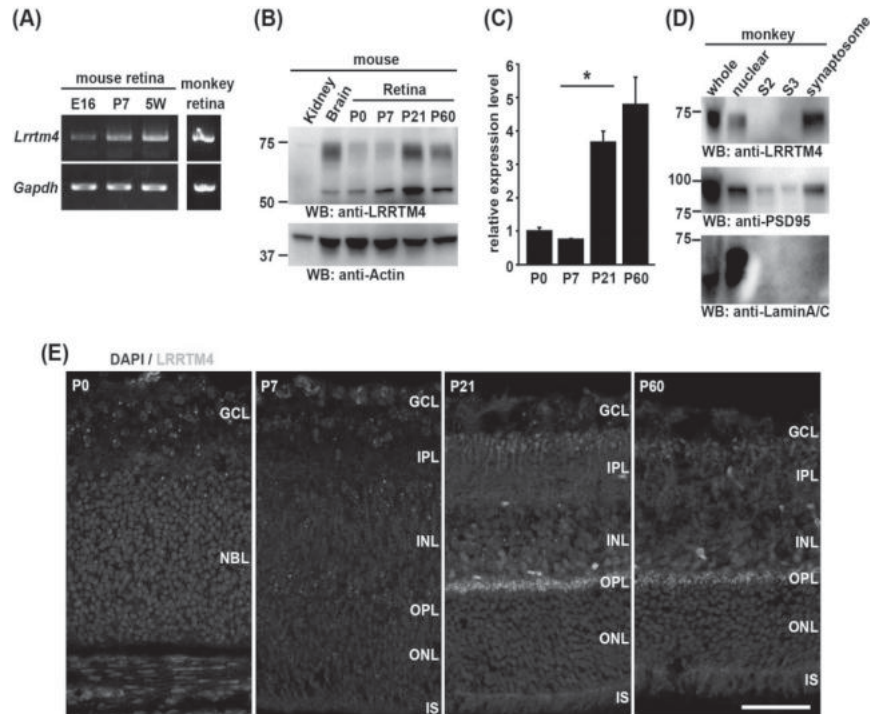 (A)
mouse retina
monkey retina
E16 P7 5W
Lrrtm4
Gapdh
(B)
mouse
Kidney Brain Retina
P0 P7 P21 P60
75
50
WB: anti-LRRTM4
37
WB: anti-Actin
(C)
relative expression level
6
5
4
3
2
1
0
*
P0 P7 P21 P60
(D)
monkey
whole nuclear S2 S3 synaptosome
75
WB: anti-LRRTM4
100
75
WB: anti-PSD95
75
WB: anti-LaminA/C
(E)
DAPI / LRRTM4
P0
GCL
NBL
P7
GCL
IPL
INL
OPL
ONL
IS
P21
GCL
IPL
INL
OPL
ONL
P60
GCL
IPL
INL
OPL
ONL
IS